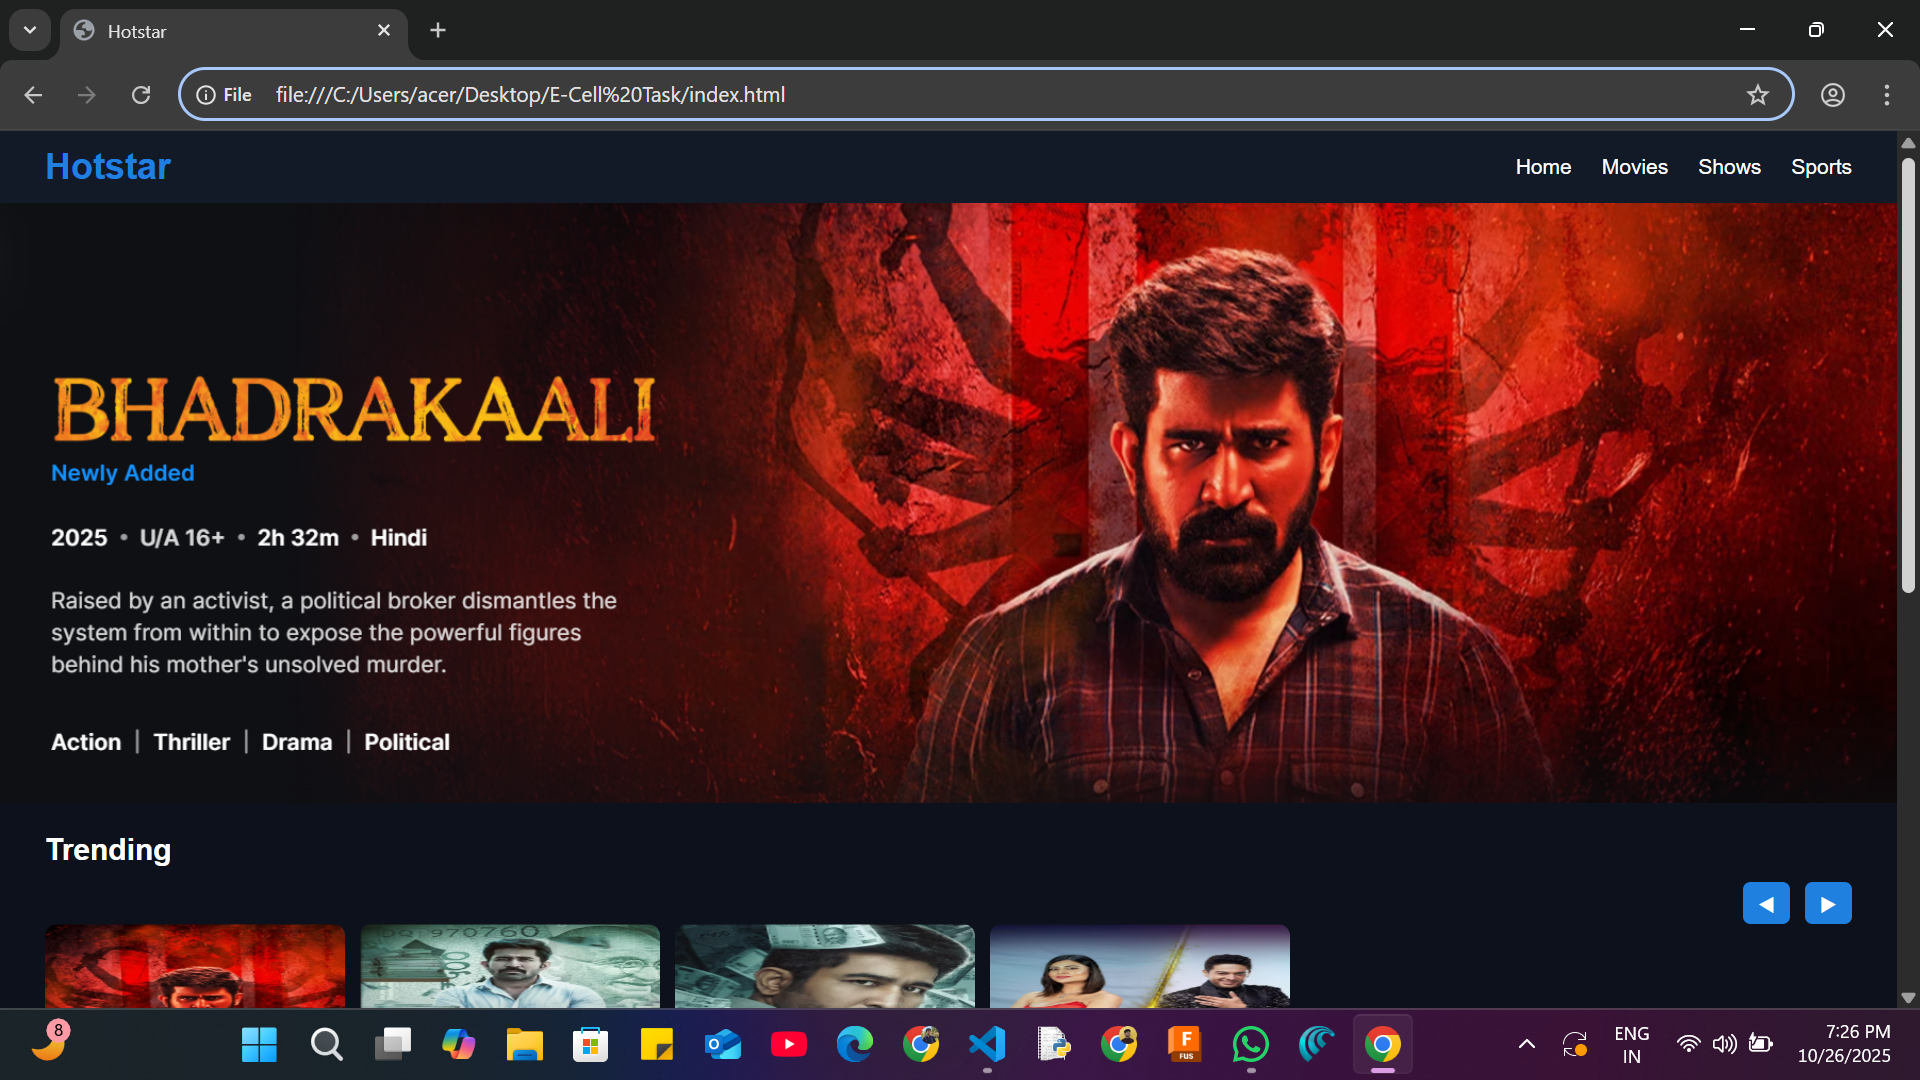 Hotstar
File file:///C:/Users/acer/Desktop/E-Cell%20Task/index.html
Hotstar
Home Movies Shows Sports
BHADRAKAALI
Newly Added
2025 • U/A 16+ • 2h 32m • Hindi
Raised by an activist, a political broker dismantles the
system from within to expose the powerful figures
behind his mother's unsolved murder.
Action | Thriller | Drama | Political
Trending
970760
8
F
FUS
ENG
IN
7:26 PM
10/26/2025